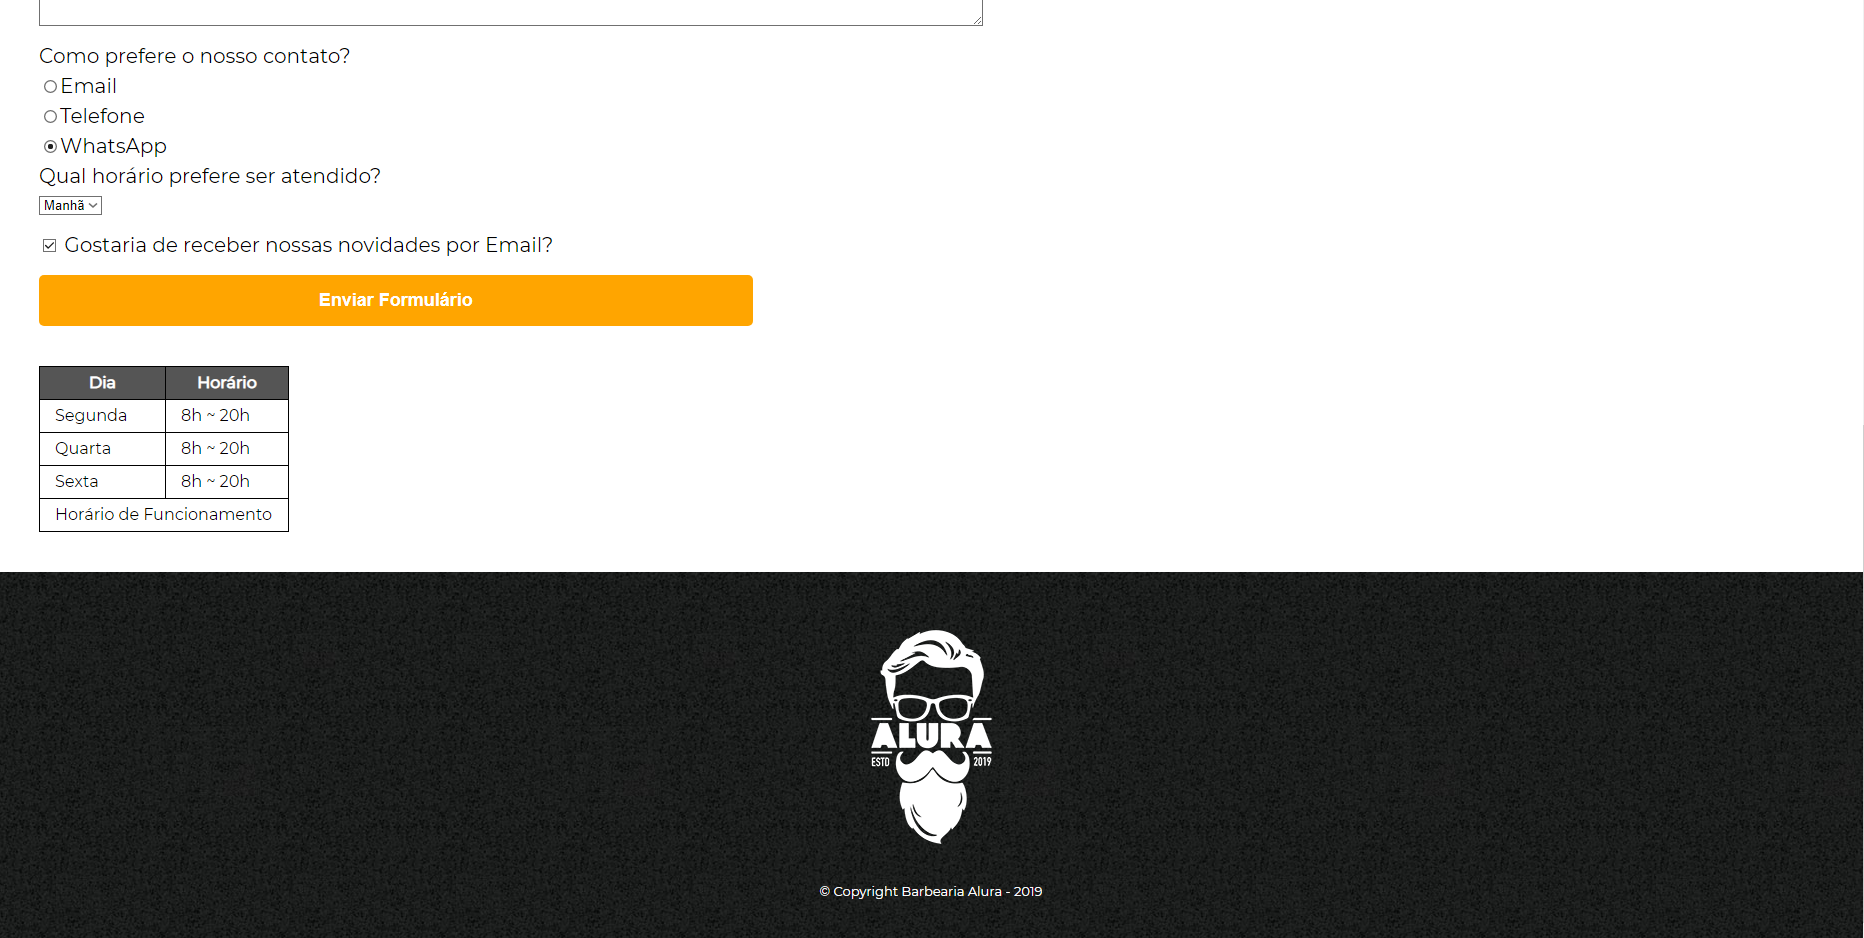 Como prefere o nosso contato?
Email
Telefone
WhatsApp
Qual horário prefere ser atendido?
Manhã
Gostaria de receber nossas novidades por Email?
Enviar Formulário
Dia Horário
Segunda 8h ~ 20h
Quarta 8h ~ 20h
Sexta 8h ~ 20h
Horário de Funcionamento
ALURA
ESTD 2019
© Copyright Barbearia Alura - 2019